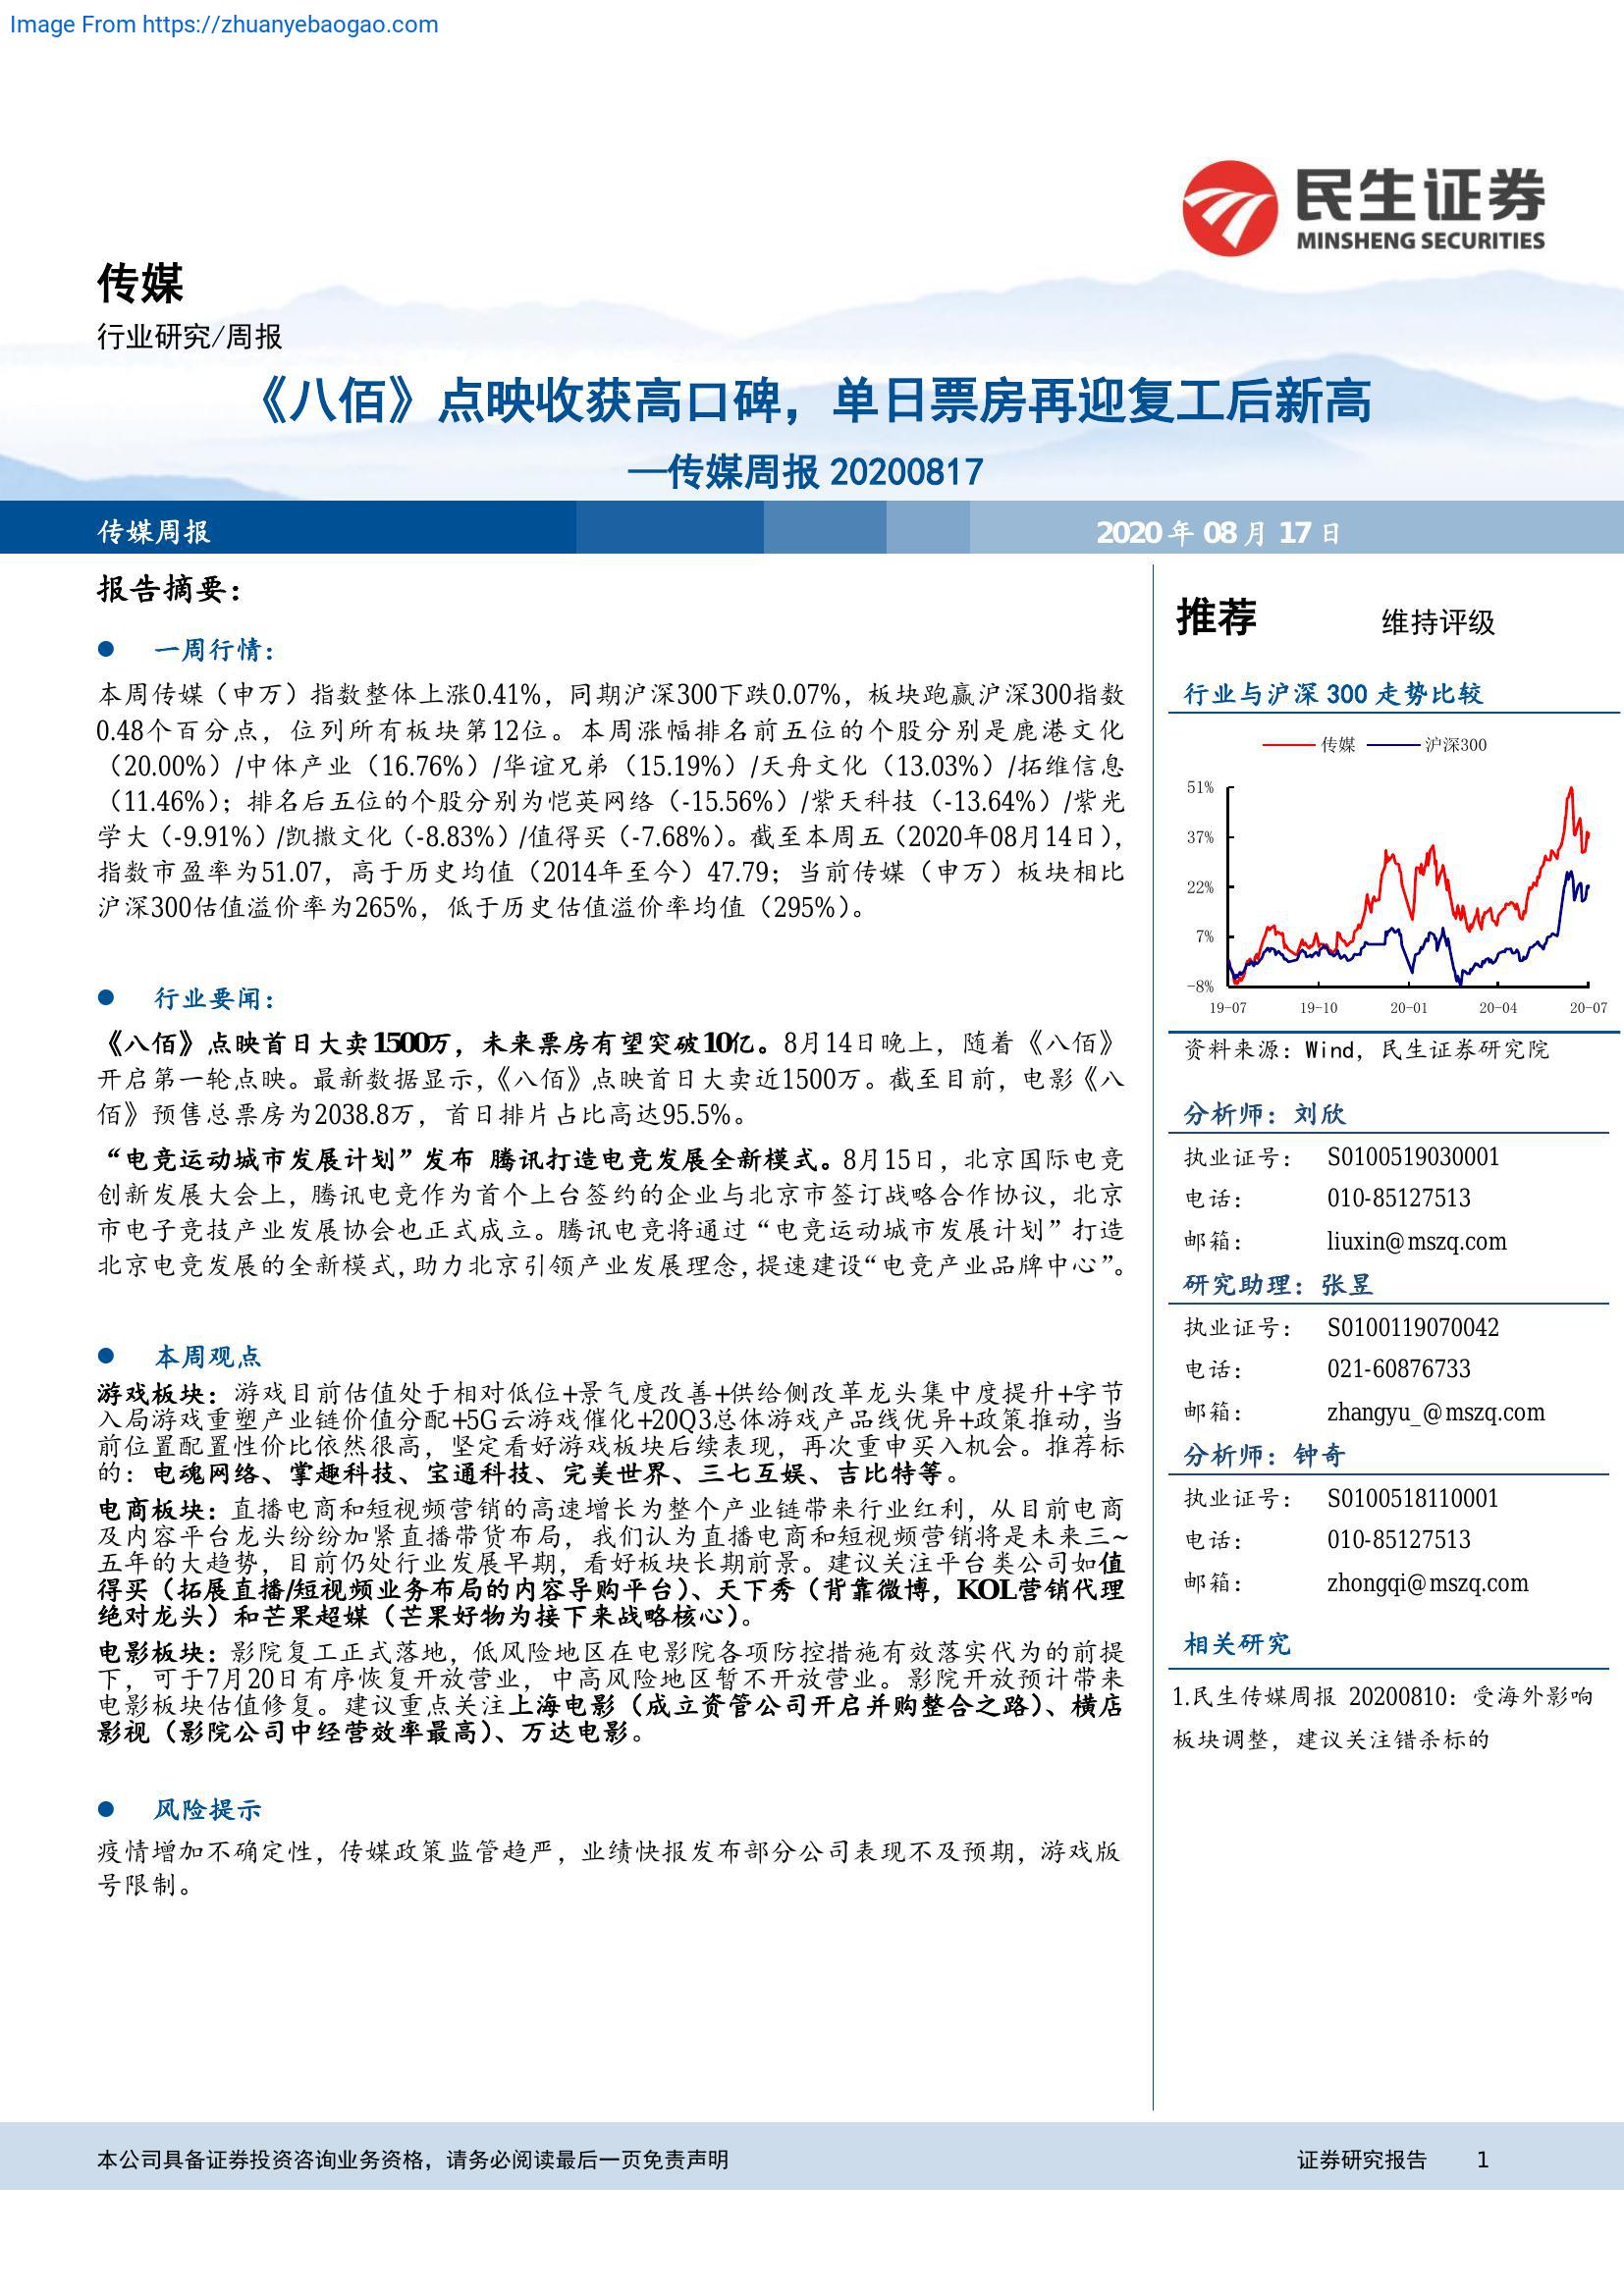 Image From https://zhuanyebaogao.com
民生证券
MINSHENG SECURITIES
传媒
行业研究/周报
《八佰》点映收获高口碑，单日票房再迎复工后新高
—传媒周报 20200817
传媒周报
2020 年 08 月 17 日
报告摘要：
● 一周行情：
本周传媒（申万）指数整体上涨0.41%，同期沪深300下跌0.07%，板块跑赢沪深300指数
0.48个百分点，位列所有板块第12位。本周涨幅排名前五位的个股分别是鹿港文化
（20.00%）/中体产业（16.76%）/华谊兄弟（15.19%）/天舟文化（13.03%）/拓维信息
（11.46%）；排名后五位的个股分别为恺英网络（-15.56%）/紫天科技（-13.64%）/紫光
学大（-9.91%）/凯撒文化（-8.83%）/值得买（-7.68%）。截至本周五（2020年08月14日），
指数市盈率为51.07，高于历史均值（2014年至今）47.79；当前传媒（申万）板块相比
沪深300估值溢价率为265%，低于历史估值溢价率均值（295%）。
● 行业要闻：
《八佰》点映首日大卖1500万，未来票房有望突破10亿。8月14日晚上，随着《八佰》
开启第一轮点映。最新数据显示，《八佰》点映首日大卖近1500万。截至目前，电影《八
佰》预售总票房为2038.8万，首日排片占比高达95.5%。
“电竞运动城市发展计划”发布 腾讯打造电竞发展全新模式。8月15日，北京国际电竞
创新发展大会上，腾讯电竞作为首个上台签约的企业与北京市签订战略合作协议，北京
市电子竞技产业发展协会也正式成立。腾讯电竞将通过“电竞运动城市发展计划”打造
北京电竞发展的全新模式，助力北京引领产业发展理念，提速建设“电竞产业品牌中心”。
● 本周观点
游戏板块：游戏目前估值处于相对低位+景气度改善+供给侧改革龙头集中度提升+字节
入局游戏重塑产业链价值分配+5G云游戏催化+20Q3总体游戏产品线优异+政策推动，当
前位置配置性价比依然很高，坚定看好游戏板块后续表现，再次重申买入机会。推荐标
的：电魂网络、掌趣科技、宝通科技、完美世界、三七互娱、吉比特等。
电商板块：直播电商和短视频营销的高速增长为整个产业链带来行业红利，从目前电商
及内容平台龙头纷纷加紧直播带货布局，我们认为直播电商和短视频营销将是未来三~
五年的大趋势，目前仍处行业发展早期，看好板块长期前景。建议关注平台类公司如值
得买（拓展直播/短视频业务布局的内容导购平台）、天下秀（背靠微博，KOL营销代理
绝对龙头）和芒果超媒（芒果好物为接下来战略核心）。
电影板块：影院复工正式落地，低风险地区在电影院各项防控措施有效落实代为的前提
下，可于7月20日有序恢复开放营业，中高风险地区暂不开放营业。影院开放预计带来
电影板块估值修复。建议重点关注上海电影（成立资管公司开启并购整合之路）、横店
影视（影院公司中经营效率最高）、万达电影。
● 风险提示
疫情增加不确定性，传媒政策监管趋严，业绩快报发布部分公司表现不及预期，游戏版
号限制。
推荐 维持评级
行业与沪深 300 走势比较
传媒 沪深300
51%
37%
22%
7%
-8%
19-07 19-10 20-01 20-04 20-07
资料来源：Wind，民生证券研究院
分析师：刘欣
执业证号： S0100519030001
电话： 010-85127513
邮箱： liuxin@mszq.com
研究助理：张昱
执业证号： S0100119070042
电话： 021-60876733
邮箱： zhangyu_@mszq.com
分析师：钟奇
执业证号： S0100518110001
电话： 010-85127513
邮箱： zhongqi@mszq.com
相关研究
1.民生传媒周报 20200810：受海外影响
板块调整，建议关注错杀标的
本公司具备证券投资咨询业务资格，请务必阅读最后一页免责声明
证券研究报告 1